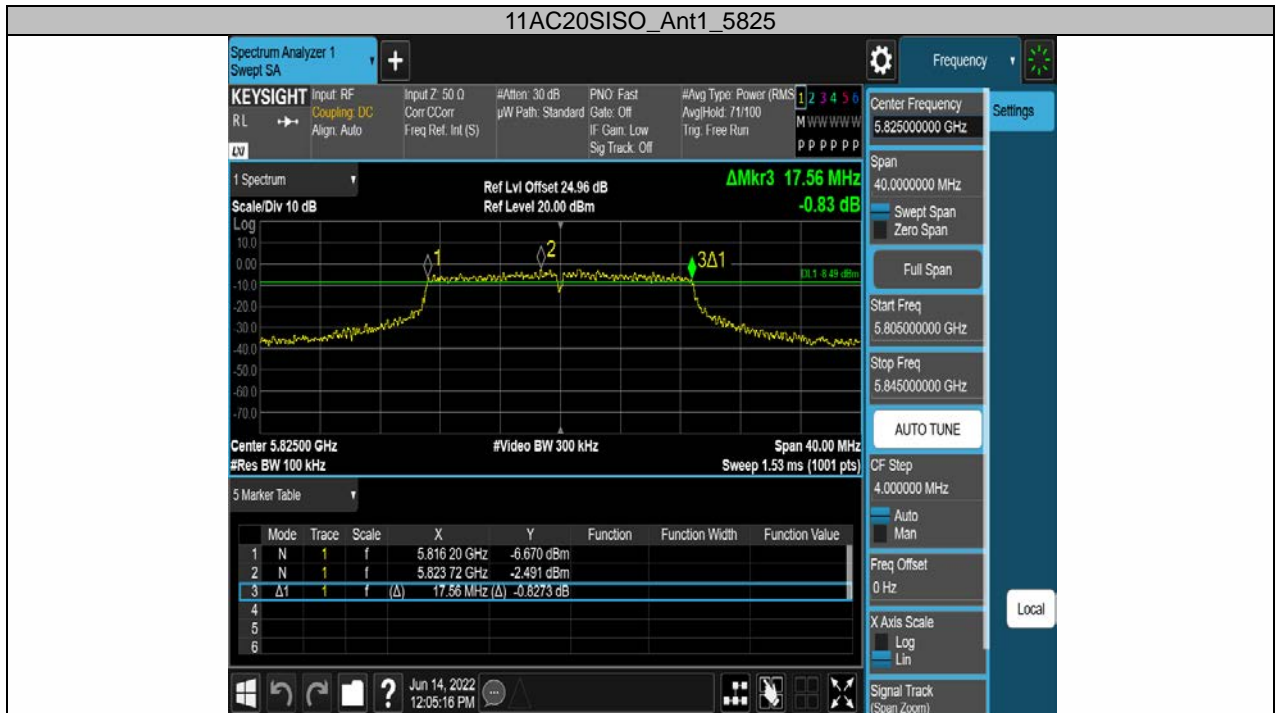 11AC20SISO_Ant1_5825
Spectrum Analyzer 1
Swept SA
+
Frequency
KEYSIGHT
RL
LXI
Input: RF
Coupling: DC
Align: Auto
Input Z: 50 Ω
Corr CCorr
Freq Ref: Int (S)
#Atten: 30 dB
µW Path: Standard
PNO: Fast
Gate: Off
IF Gain: Low
Sig Track: Off
#Avg Type: Power (RMS
Avg|Hold: 71/100
Trig: Free Run
1 2 3 4 5 6
M W W W W W
P P P P P P
Center Frequency
5.825000000 GHz
Settings
Span
40.0000000 MHz
Swept Span
Zero Span
Full Span
Start Freq
5.805000000 GHz
Stop Freq
5.845000000 GHz
AUTO TUNE
CF Step
4.000000 MHz
Auto
Man
Freq Offset
0 Hz
X Axis Scale
Log
Lin
Signal Track
(Span Zoom)
Local
1 Spectrum
Scale/Div 10 dB
Ref Lvl Offset 24.96 dB
Ref Level 20.00 dBm
ΔMkr3 17.56 MHz
-0.83 dB
Log
10.0
0.00
-10.0
-20.0
-30.0
-40.0
-50.0
-60.0
-70.0
1
2
3Δ1
DL1 -8.49 dBm
Center 5.82500 GHz
#Video BW 300 kHz
Span 40.00 MHz
#Res BW 100 kHz
Sweep 1.53 ms (1001 pts)
5 Marker Table
Mode Trace Scale X Y Function Function Width Function Value
1 N 1 f 5.816 20 GHz -6.670 dBm
2 N 1 f 5.823 72 GHz -2.491 dBm
3 Δ1 1 f (Δ) 17.56 MHz (Δ) -0.8273 dB
4
5
6
?
Jun 14, 2022
12:05:16 PM